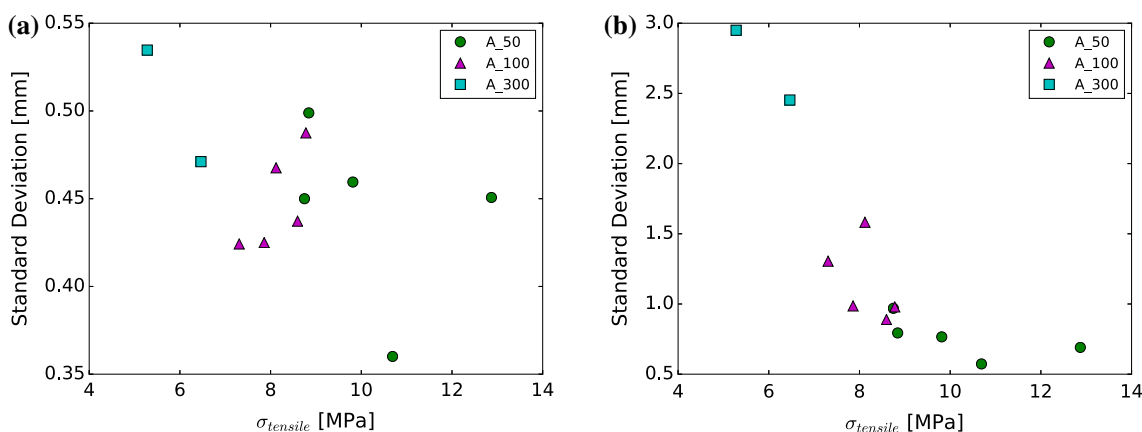 (a)
Standard Deviation [mm]
0.55
0.50
0.45
0.40
0.35
4 6 8 10 12 14
σtensile [MPa]
A_50
A_100
A_300
(b)
Standard Deviation [mm]
3.0
2.5
2.0
1.5
1.0
0.5
4 6 8 10 12 14
σtensile [MPa]
A_50
A_100
A_300